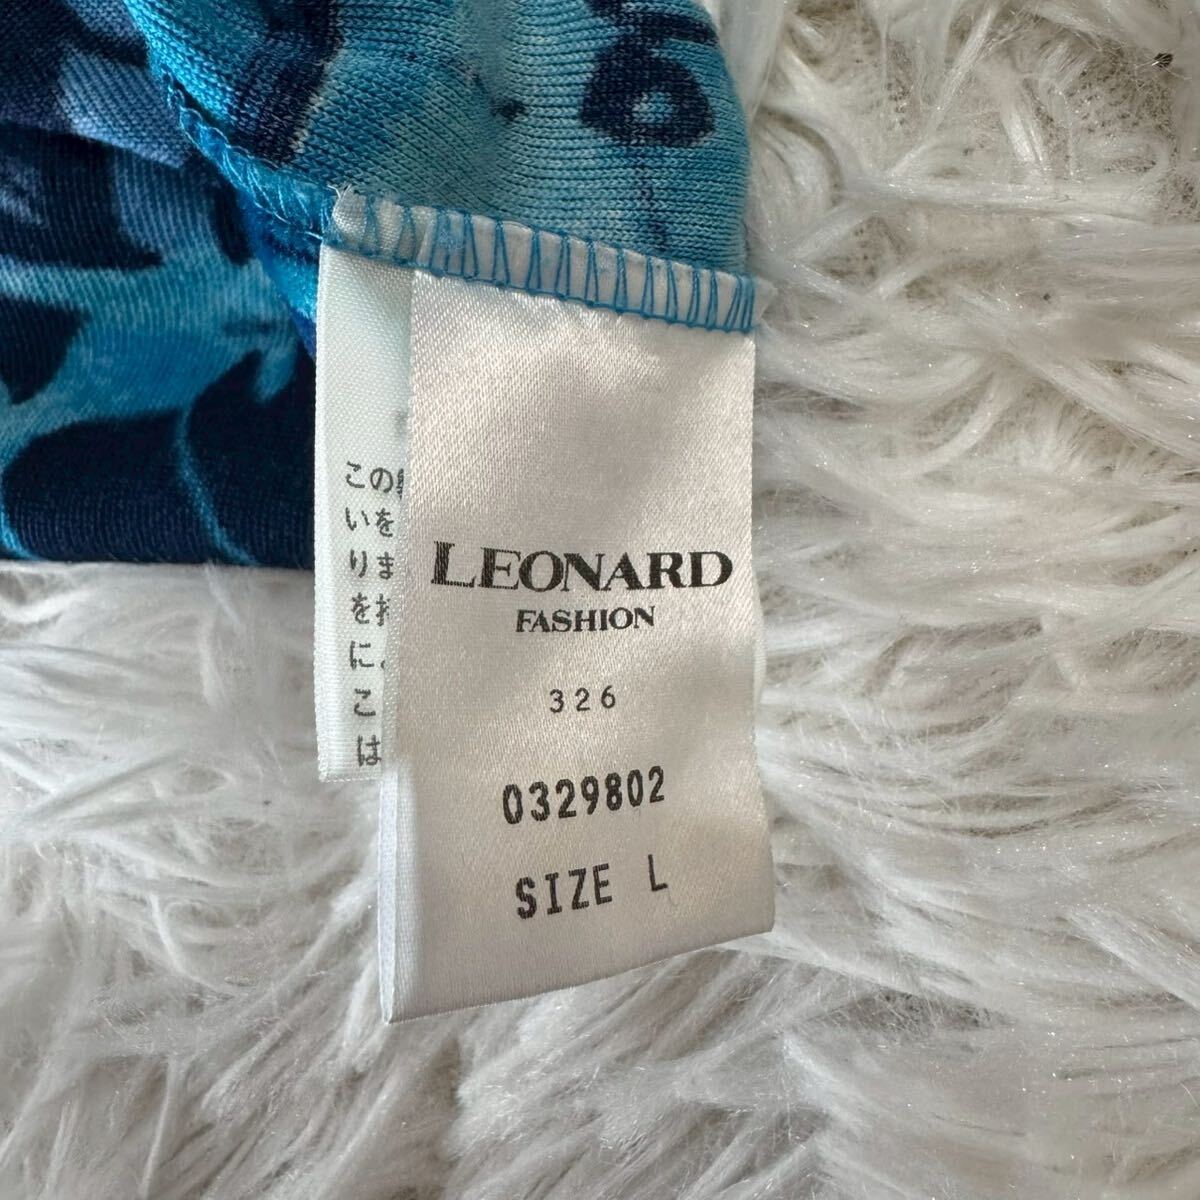 この
いを
りま
を
に、
こ
は
LEONARD
FASHION
326
0329802
SIZE L